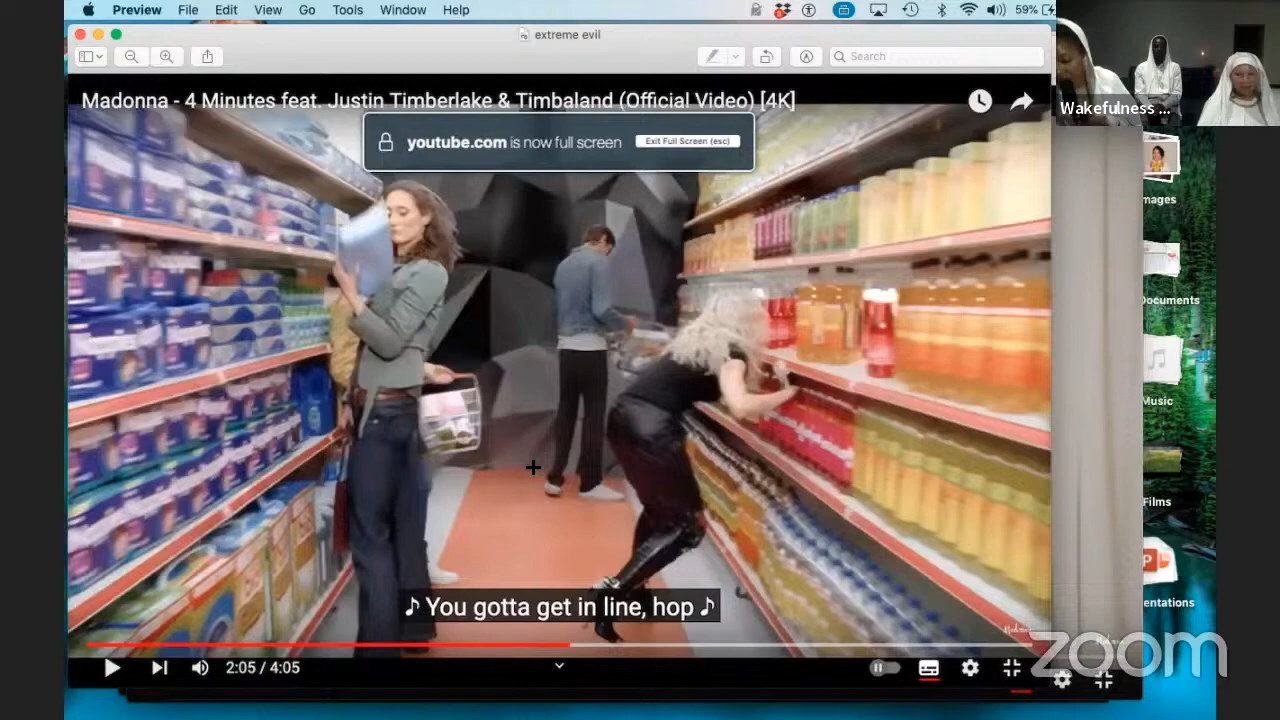 Preview File Edit View Go Tools Window Help
59%
extreme evil
Search
Madonna - 4 Minutes feat. Justin Timberlake & Timbaland (Official Video) [4K]
youtube.com is now full screen
Exit Full Screen (esc)
Wakefulness ...
mages
Documents
Music
Films
entations
♪ You gotta get in line, hop ♪
2:05 / 4:05
zoom